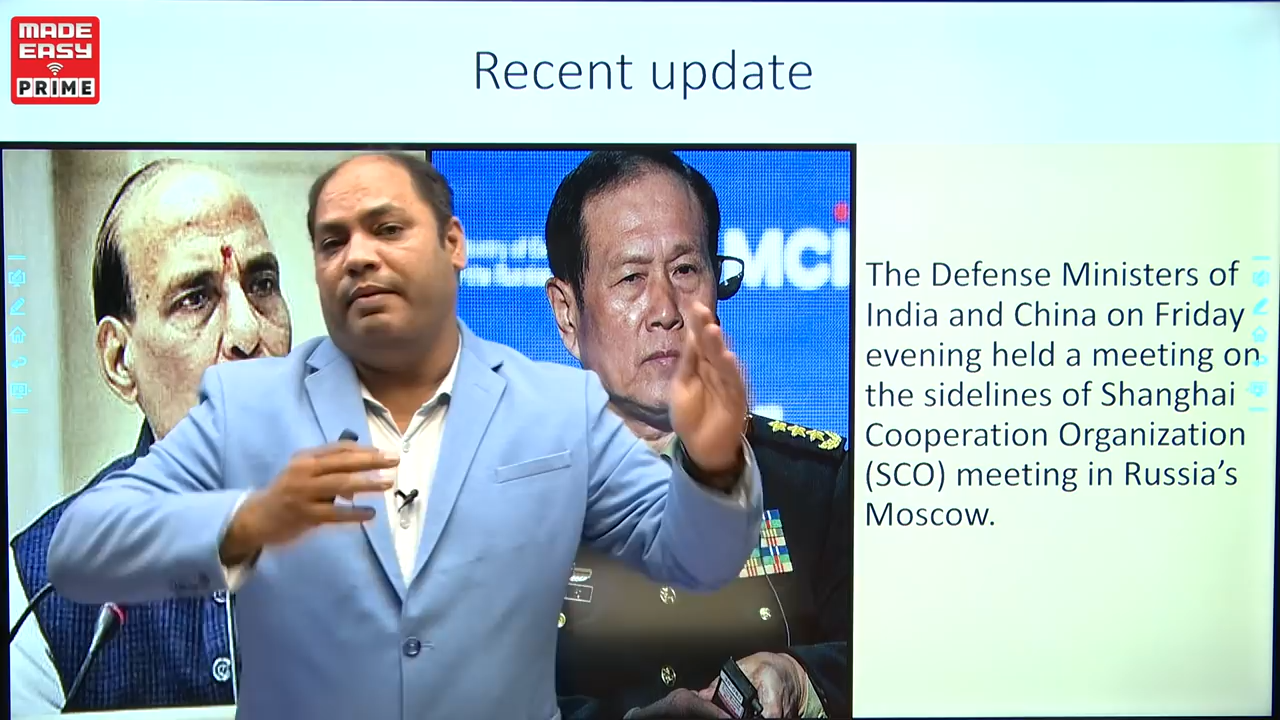 MADE
EASY
PRIME
Recent update
MCI
The Defense Ministers of
India and China on Friday
evening held a meeting on
the sidelines of Shanghai
Cooperation Organization
(SCO) meeting in Russia’s
Moscow.